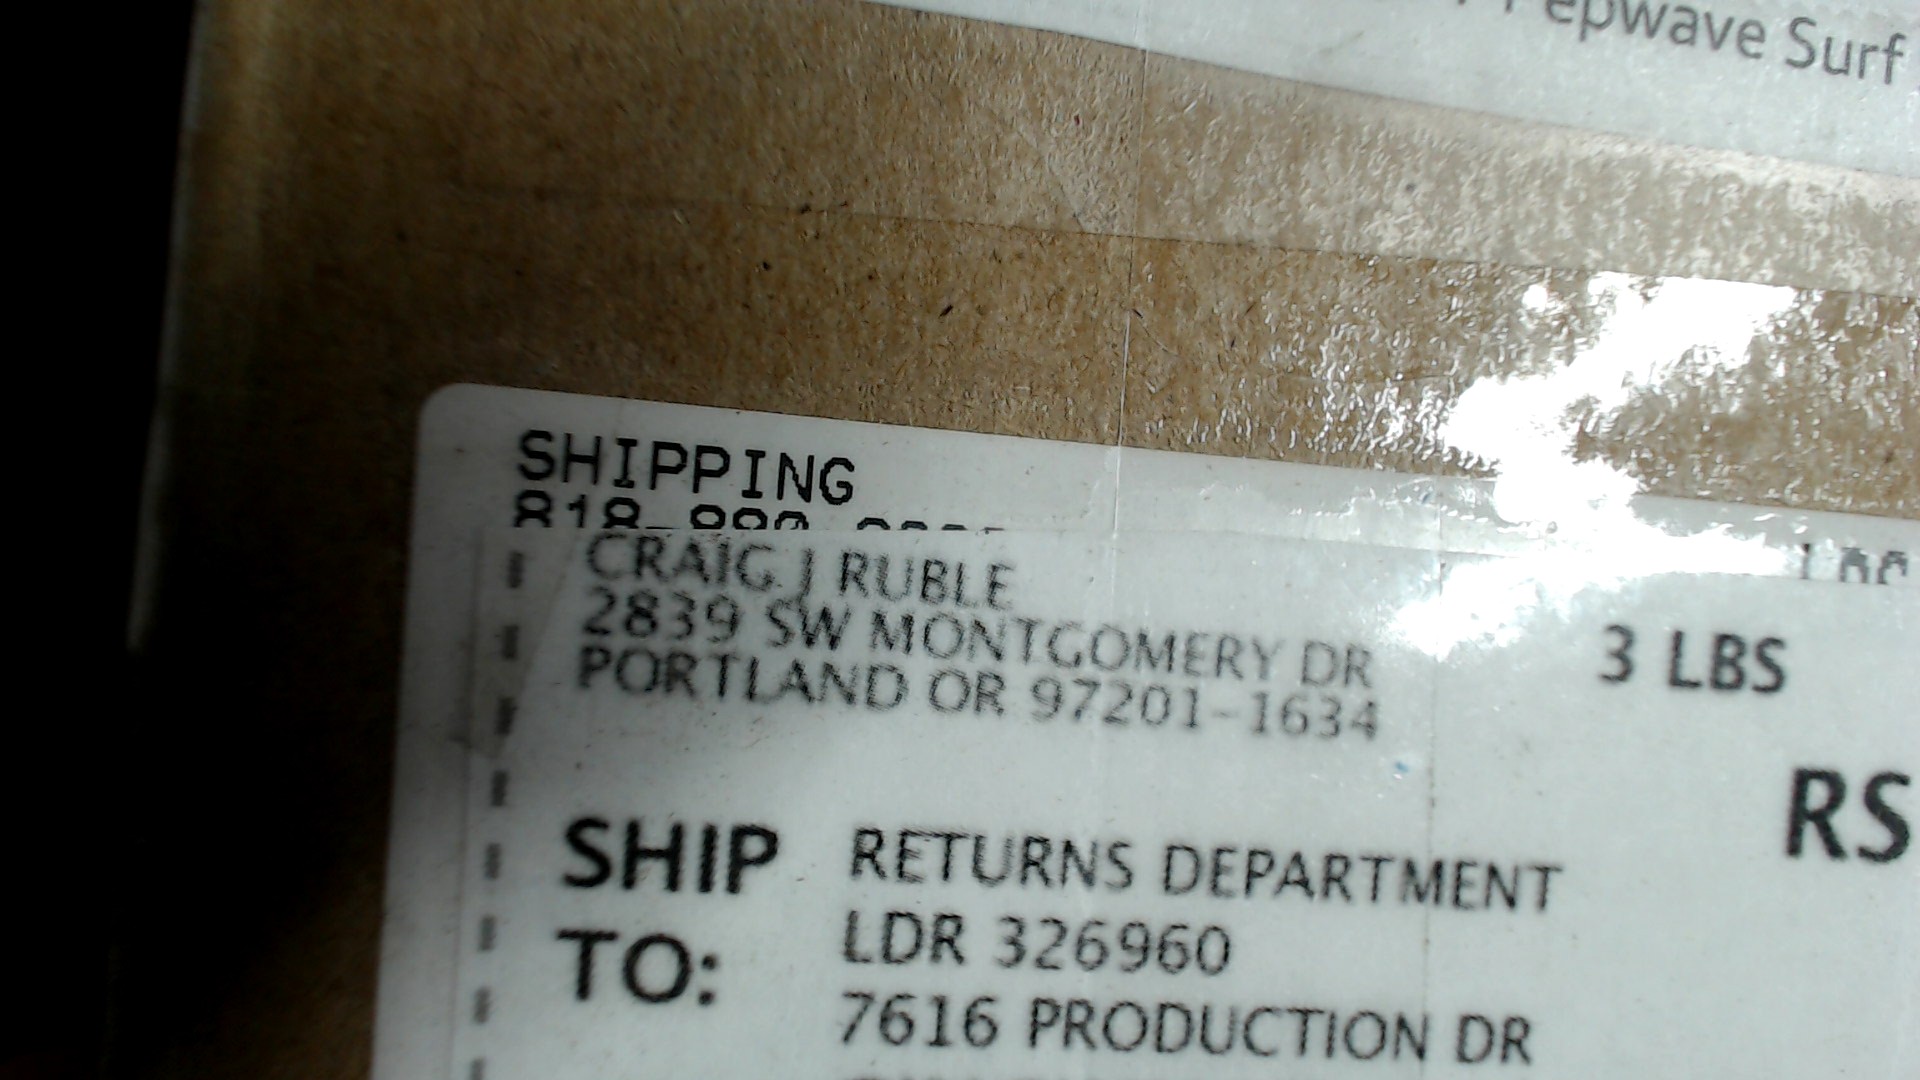 Pepwave Surf
SHIPPING
CRAIG J RUBLE
2839 SW MONTGOMERY DR
PORTLAND OR 97201-1634
3 LBS
RS
SHIP TO:
RETURNS DEPARTMENT
LDR 326960
7616 PRODUCTION DR